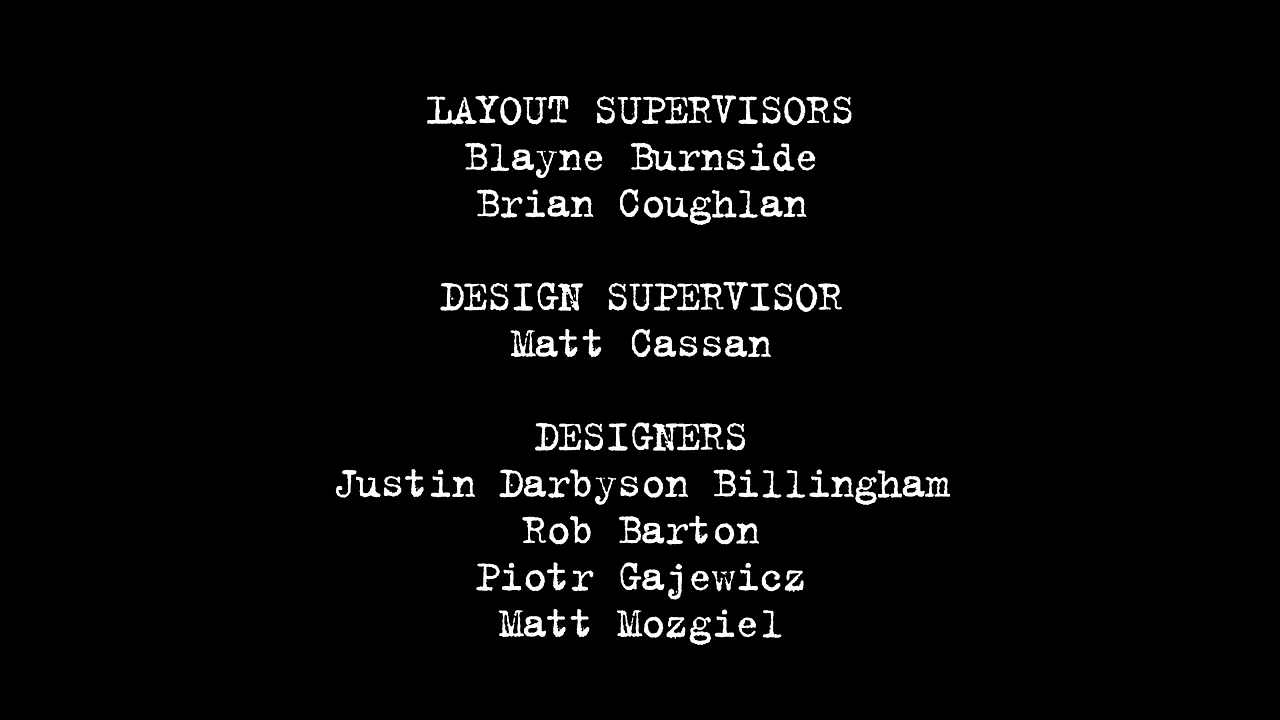 LAYOUT SUPERVISORS
Blayne Burnside
Brian Coughlan
DESIGN SUPERVISOR
Matt Cassan
DESIGNERS
Justin Darbyson Billingham
Rob Barton
Piotr Gajewicz
Matt Mozgiel